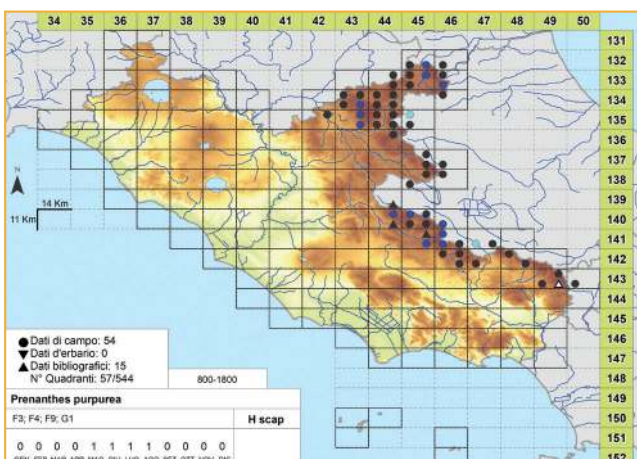 34 35 36 37 38 39 40 41 42 43 44 45 46 47 48 49 50
131
132
133
134
135
136
137
138
139
140
141
142
143
144
145
146
147
148
149
150
151
152
N
14 Km
11 Km
Dati di campo: 54
Dati d'erbario: 0
Dati bibliografici: 15
N° Quadranti: 57/544
800-1800
Prenanthes purpurea
F3; F4; F9; G1
H scap
0 0 0 0 1 1 1 1 0 0 0 0